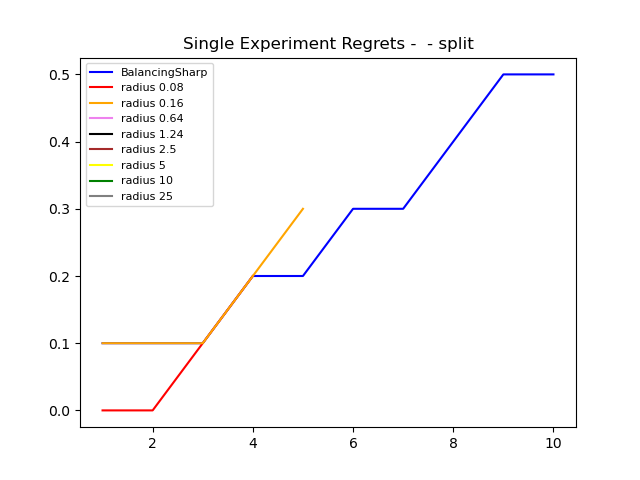 Single Experiment Regrets -  - split
BalancingSharp
radius 0.08
radius 0.16
radius 0.64
radius 1.24
radius 2.5
radius 5
radius 10
radius 25
0.5
0.4
0.3
0.2
0.1
0.0
2 4 6 8 10